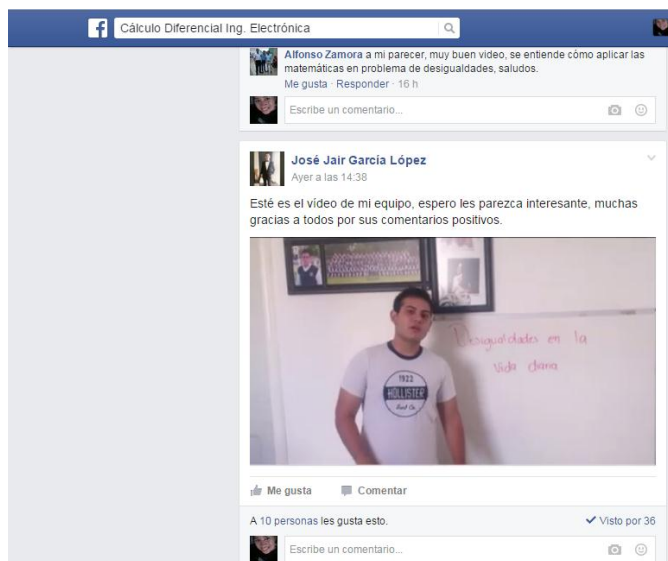 Cálculo Diferencial Ing. Electrónica
Alfonso Zamora a mi parecer, muy buen video, se entiende cómo aplicar las
matemáticas en problema de desigualdades, saludos.
Me gusta · Responder · 16 h
Escribe un comentario...
José Jair García López
Ayer a las 14:38
Esté es el vídeo de mi equipo, espero les parezca interesante, muchas
gracias a todos por sus comentarios positivos.
Desigualdades en la
vida diaria
1922
HOLLISTER
Surf Co.
Me gusta Comentar
A 10 personas les gusta esto. Visto por 36
Escribe un comentario...